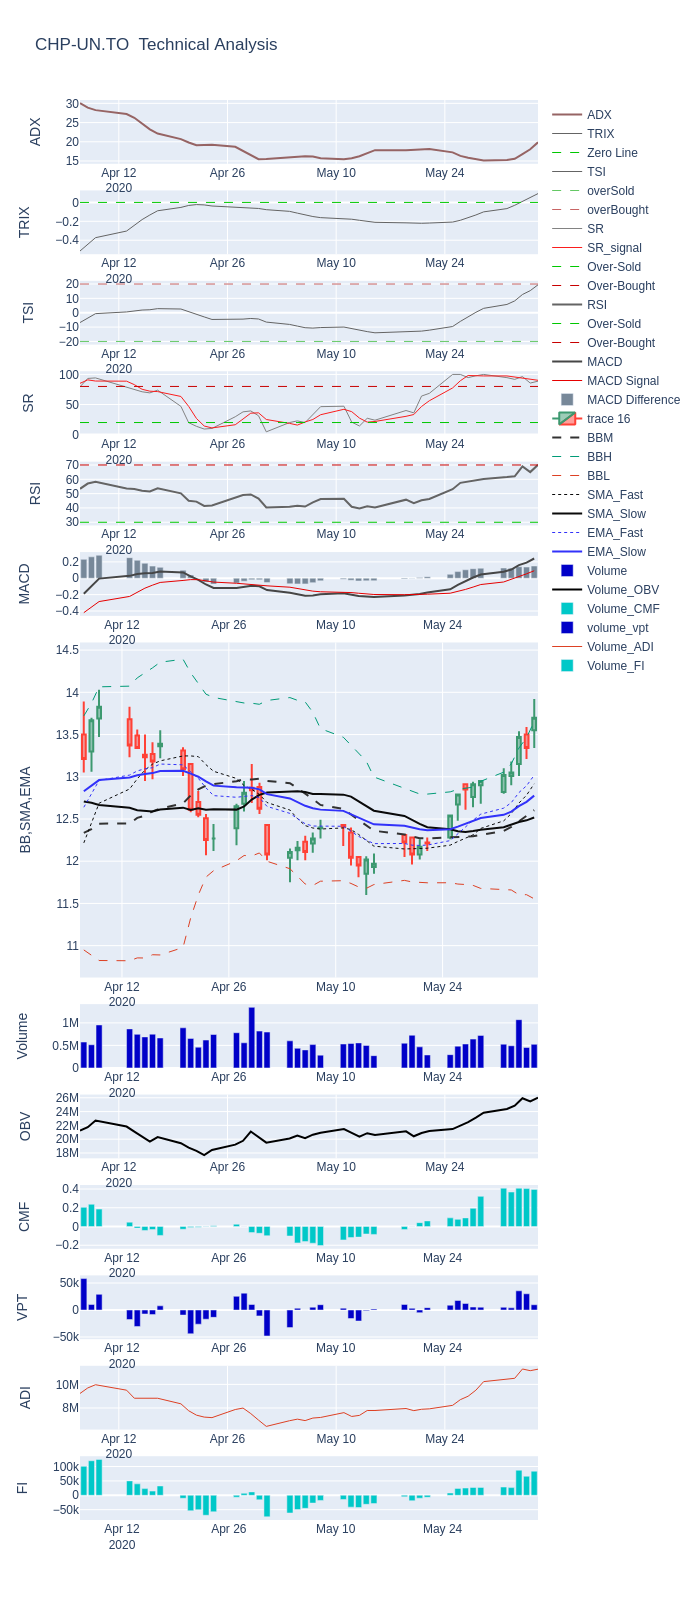 CHP-UN.TO  Technical Analysis
ADX
30
25
20
15
Apr 12
2020
Apr 26
May 10
May 24
TRIX
0
−0.2
−0.4
Apr 12
2020
Apr 26
May 10
May 24
TSI
20
10
0
−10
−20
Apr 12
2020
Apr 26
May 10
May 24
SR
100
50
0
Apr 12
2020
Apr 26
May 10
May 24
RSI
70
60
50
40
30
Apr 12
2020
Apr 26
May 10
May 24
MACD
0.2
0
−0.2
−0.4
Apr 12
2020
Apr 26
May 10
May 24
BB,SMA,EMA
14.5
14
13.5
13
12.5
12
11.5
11
Apr 12
2020
Apr 26
May 10
May 24
Volume
1M
0.5M
0
Apr 12
2020
Apr 26
May 10
May 24
OBV
26M
24M
22M
20M
18M
Apr 12
2020
Apr 26
May 10
May 24
CMF
0.4
0.2
0
−0.2
Apr 12
2020
Apr 26
May 10
May 24
VPT
50k
0
−50k
Apr 12
2020
Apr 26
May 10
May 24
ADI
10M
8M
Apr 12
2020
Apr 26
May 10
May 24
FI
100k
50k
0
−50k
Apr 12
2020
Apr 26
May 10
May 24
ADX
TRIX
Zero Line
TSI
overSold
overBought
SR
SR_signal
Over-Sold
Over-Bought
RSI
Over-Sold
Over-Bought
MACD
MACD Signal
MACD Difference
trace 16
BBM
BBH
BBL
SMA_Fast
SMA_Slow
EMA_Fast
EMA_Slow
Volume
Volume_OBV
Volume_CMF
volume_vpt
Volume_ADI
Volume_FI